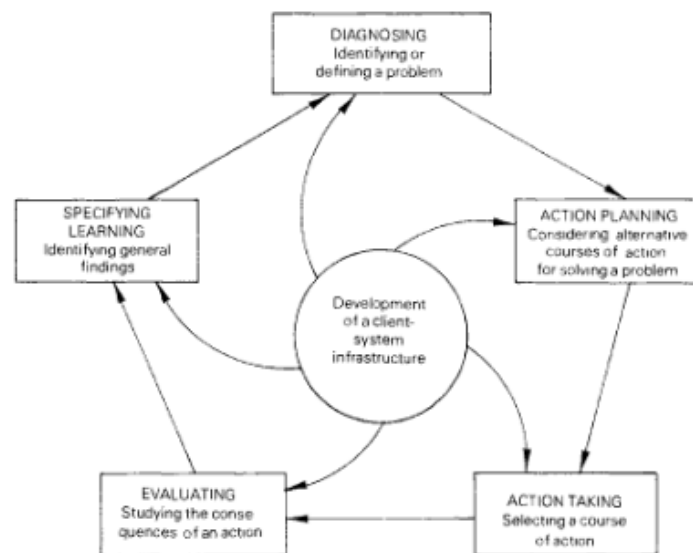 DIAGNOSING
Identifying or
defining a problem
ACTION PLANNING
Considering alternative
courses of action
for solving a problem
ACTION TAKING
Selecting a course
of action
EVALUATING
Studying the conse
quences of an action
SPECIFYING
LEARNING
Identifying general
findings
Development
of a client-
system
infrastructure